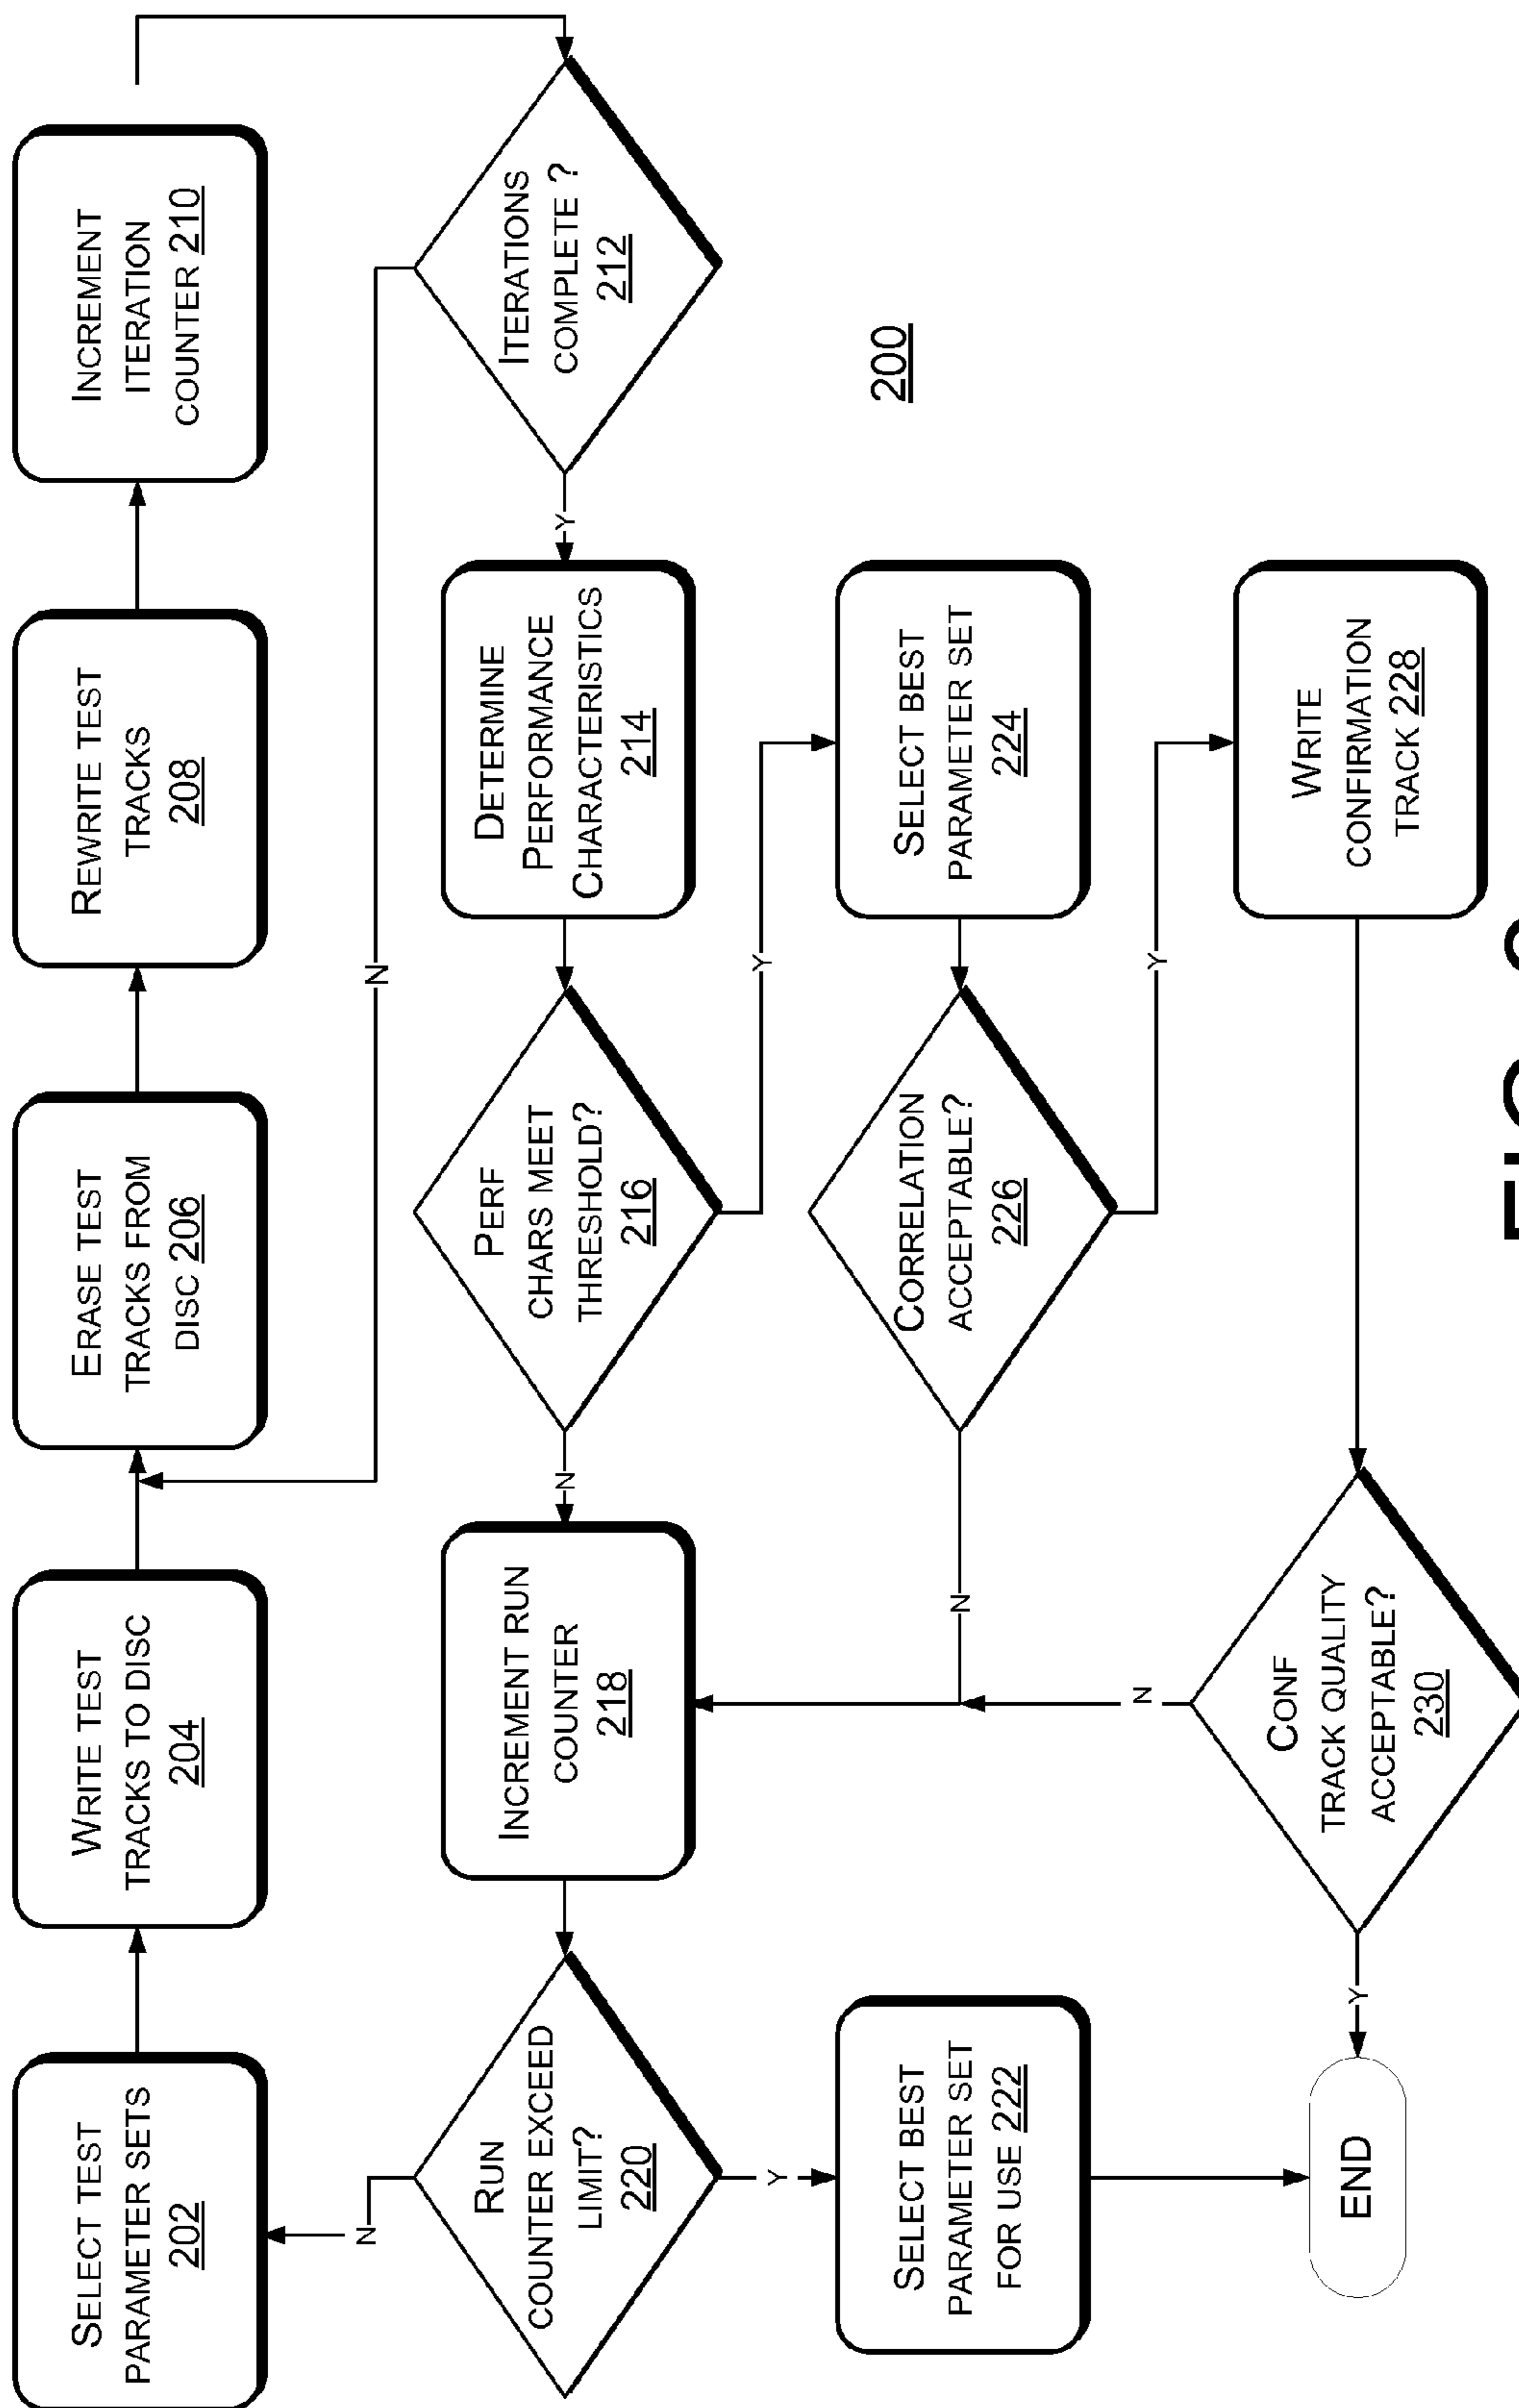 SELECT TEST
PARAMETER SETS
202
WRITE TEST
TRACKS TO DISC
204
ERASE TEST
TRACKS FROM
DISC 206
REWRITE TEST
TRACKS
208
INCREMENT
ITERATION
COUNTER 210
N
N
RUN
COUNTER EXCEED
LIMIT?
220
INCREMENT RUN
COUNTER
218
N
PERF
CHARS MEET
THRESHOLD?
216
DETERMINE
PERFORMANCE
CHARACTERISTICS
214
Y
ITERATIONS
COMPLETE ?
212
Y
Y
SELECT BEST
PARAMETER SET
FOR USE 222
N
CORRELATION
ACCEPTABLE?
226
SELECT BEST
PARAMETER SET
224
200
N
Y
END
Y
CONF
TRACK QUALITY
ACCEPTABLE?
230
WRITE
CONFIRMATION
TRACK 228